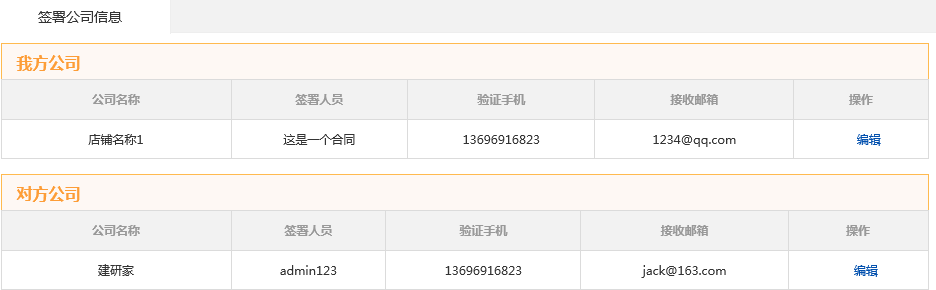 签署公司信息
我方公司
公司名称 签署人员 验证手机 接收邮箱 操作
店铺名称1 这是一个合同 13696916823 1234@qq.com 编辑
对方公司
公司名称 签署人员 验证手机 接收邮箱 操作
建研家 admin123 13696916823 jack@163.com 编辑